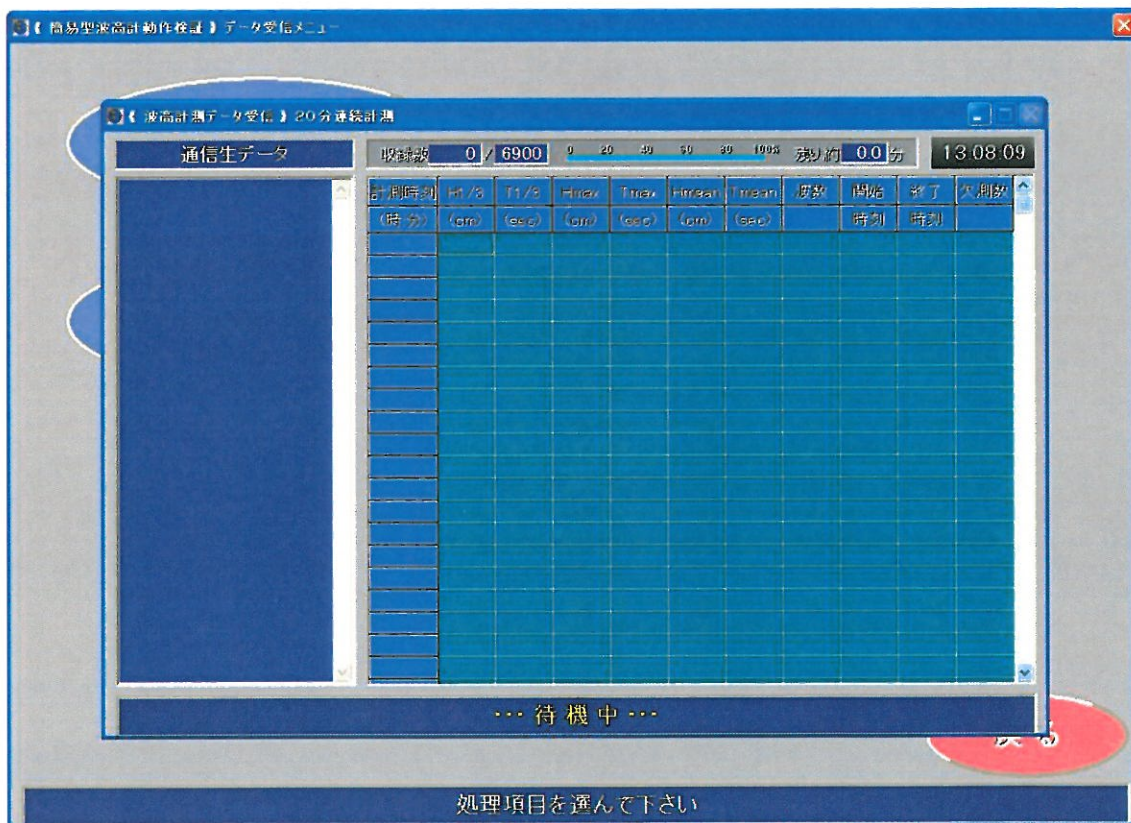 《 簡易型波高計動作検証 》 データ受信メニュー
《 波高計測データ受信 》 20分連続計測
通信生データ
収録数 0 / 6900 0 20 40 60 80 100% 残り約 0.0 分 13:08:09
計測時刻 H1/3 T1/3 Hmax Tmax Hmean Tmean 波数 開始 終了 欠測数
(時 分) (cm) (sec) (cm) (sec) (cm) (sec) 時刻 時刻
･･･ 待 機 中 ･･･
戻 る
処理項目を選んで下さい